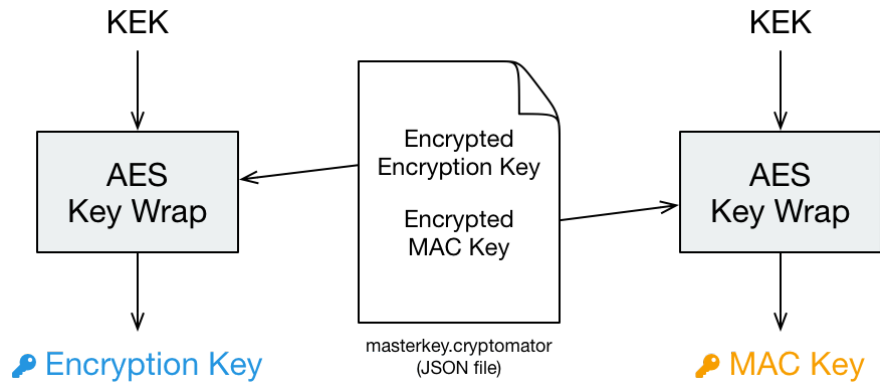 KEK
KEK
AES
Key Wrap
Encrypted
Encryption Key
Encrypted
MAC Key
AES
Key Wrap
Encryption Key
masterkey.cryptomator
(JSON file)
MAC Key